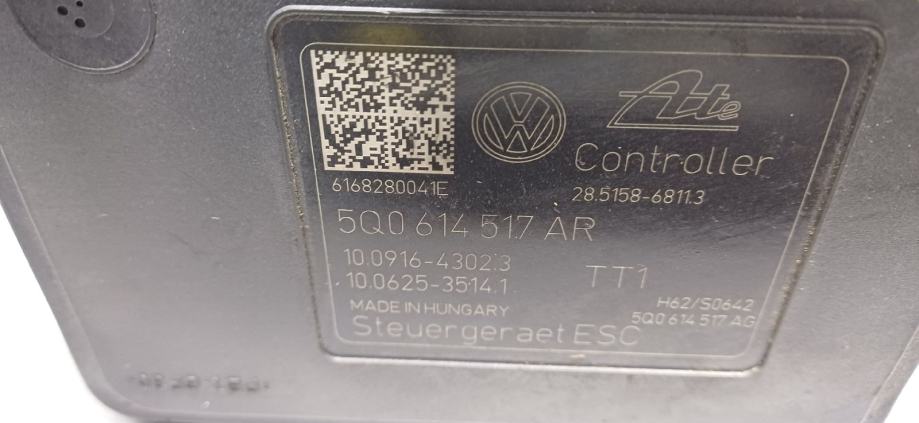 VW
Ate
Controller
6168280041E
28.5158-6811.3
5Q0 614 517 AR
10.0916-4302.3
TT1
10.0625-3514.1
H62/S0642
MADE IN HUNGARY
5Q0 614 517 AG
Steuergeraet ESC